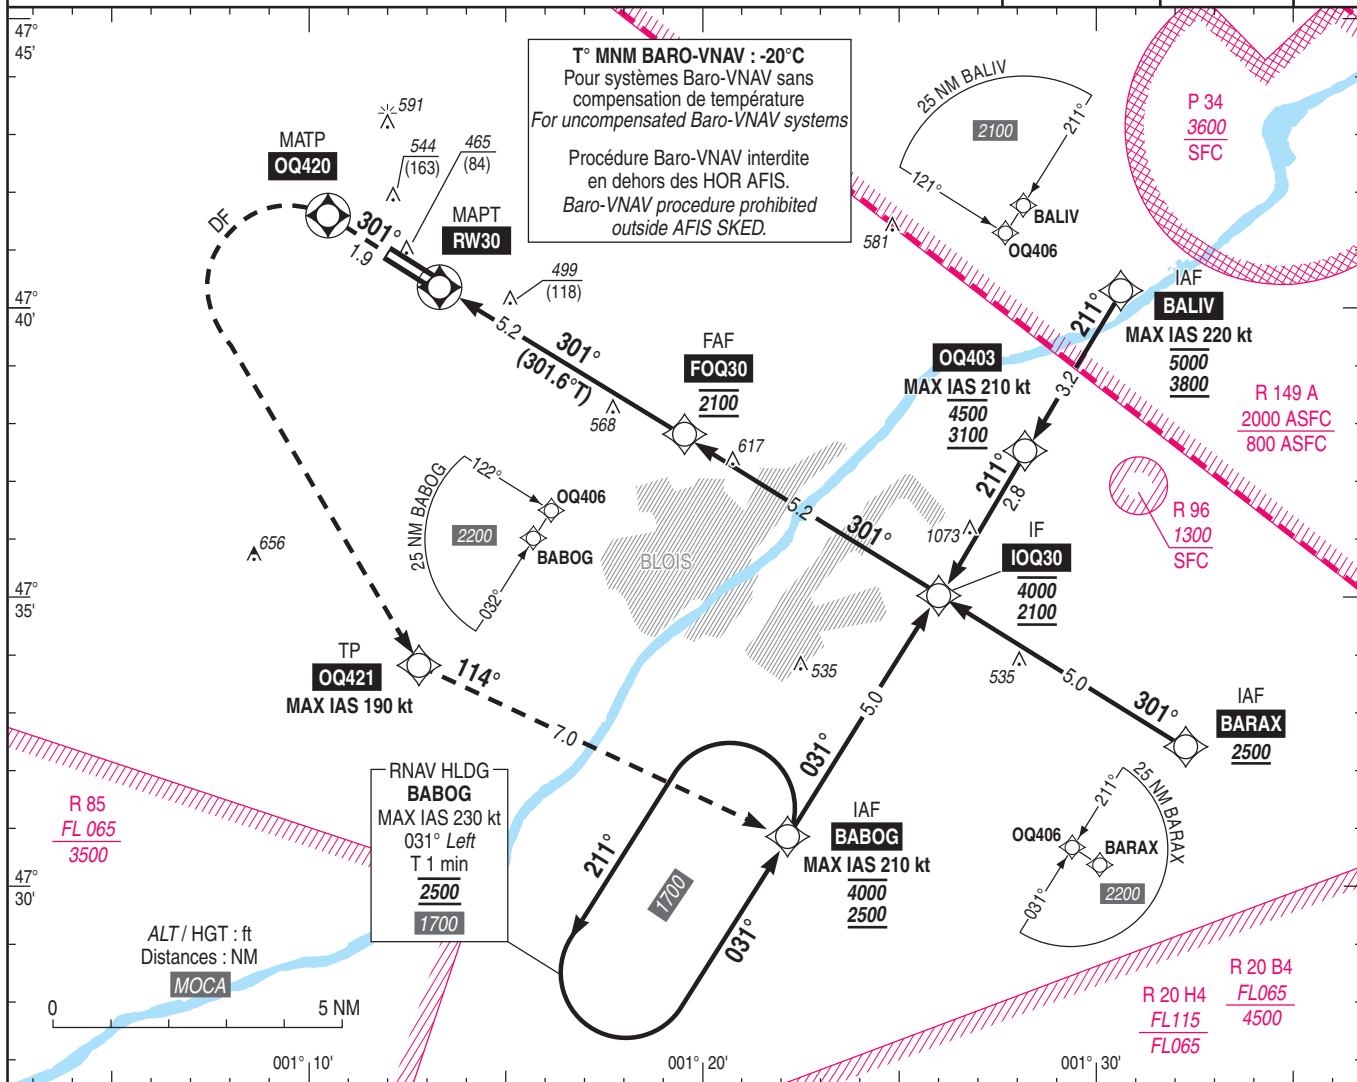 47°
45'
T° MNM BARO-VNAV : -20°C
Pour systèmes Baro-VNAV sans
compensation de température
For uncompensated Baro-VNAV systems
Procédure Baro-VNAV interdite
en dehors des HOR AFIS.
Baro-VNAV procedure prohibited
outside AFIS SKED.
25 NM BALIV
2100
211°
121°
BALIV
OQ406
P 34
3600
SFC
591
544
(163)
465
(84)
MATP
OQ420
DF
301°
1.9
MAPT
RW30
499
(118)
581
47°
40'
5.2
301°
(301.6°T)
568
FAF
FOQ30
2100
617
OQ403
MAX IAS 210 kt
4500
3100
211°
3.2
IAF
BALIV
MAX IAS 220 kt
5000
3800
R 149 A
2000 ASFC
800 ASFC
R 96
1300
SFC
211°
2.8
1073
IF
IOQ30
4000
2100
5.2
301°
BLOIS
25 NM BABOG
2200
122°
032°
OQ406
BABOG
656
47°
35'
TP
OQ421
MAX IAS 190 kt
114°
7.0
535
535
5.0
301°
IAF
BARAX
2500
5.0
031°
R 85
FL 065
3500
RNAV HLDG
BABOG
MAX IAS 230 kt
031° Left
T 1 min
2500
1700
211°
1700
031°
IAF
BABOG
MAX IAS 210 kt
4000
2500
25 NM BARAX
211°
031°
OQ406
BARAX
2200
47°
30'
ALT / HGT : ft
Distances : NM
MOCA
0
5 NM
R 20 H4
FL115
FL065
R 20 B4
FL065
4500
001° 10'
001° 20'
001° 30'